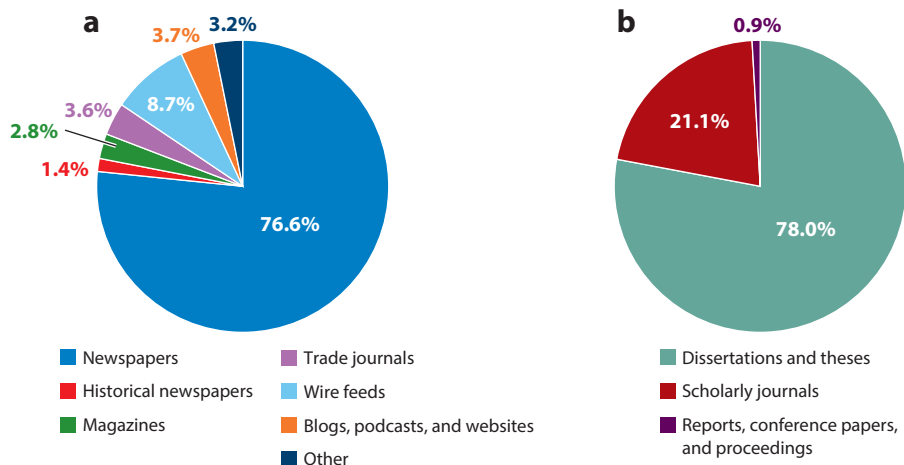 a
3.2%
3.7%
8.7%
3.6%
2.8%
1.4%
76.6%
Newspapers
Historical newspapers
Magazines
Trade journals
Wire feeds
Blogs, podcasts, and websites
Other
b
0.9%
21.1%
78.0%
Dissertations and theses
Scholarly journals
Reports, conference papers,
and proceedings